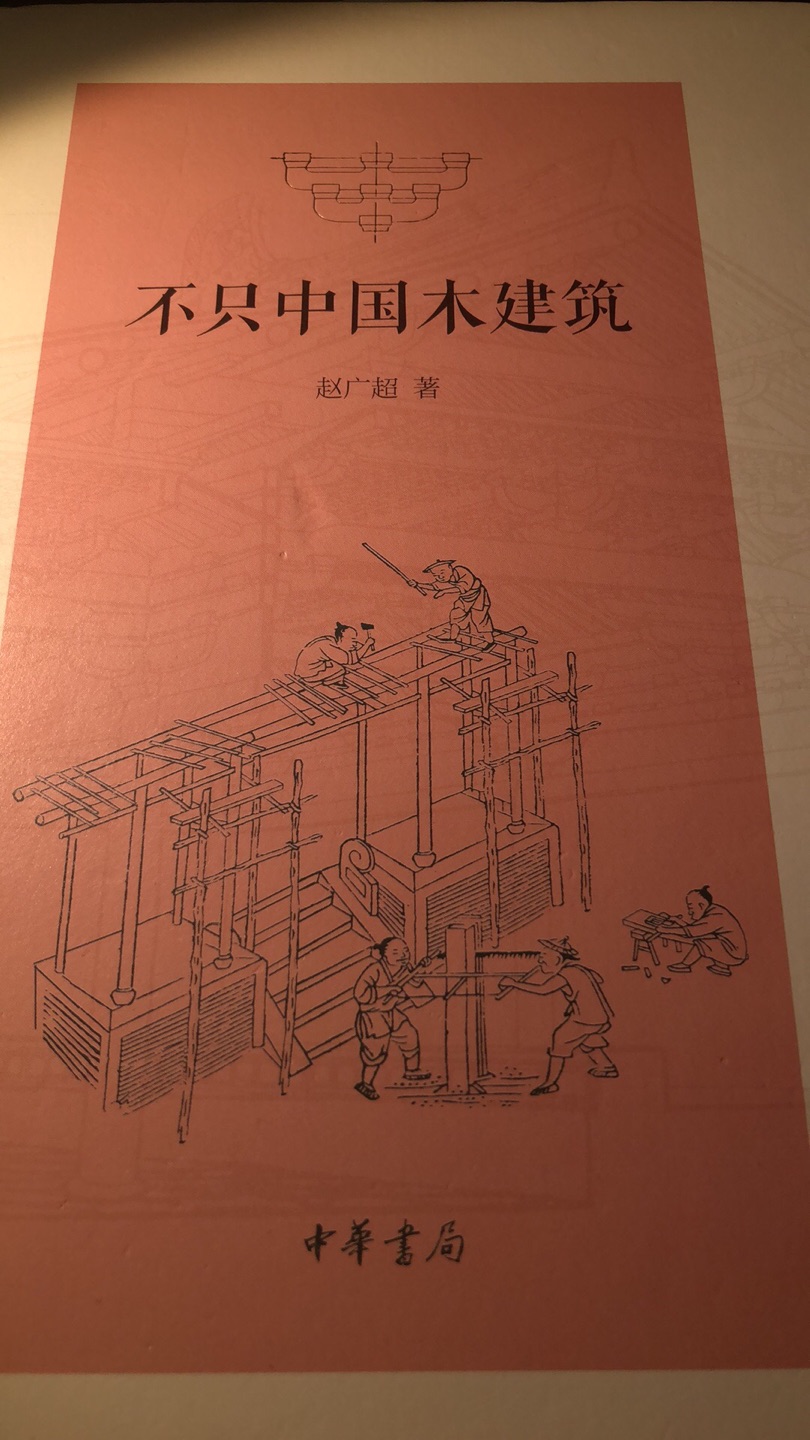 不只中国木建筑
赵广超 著
中華書局